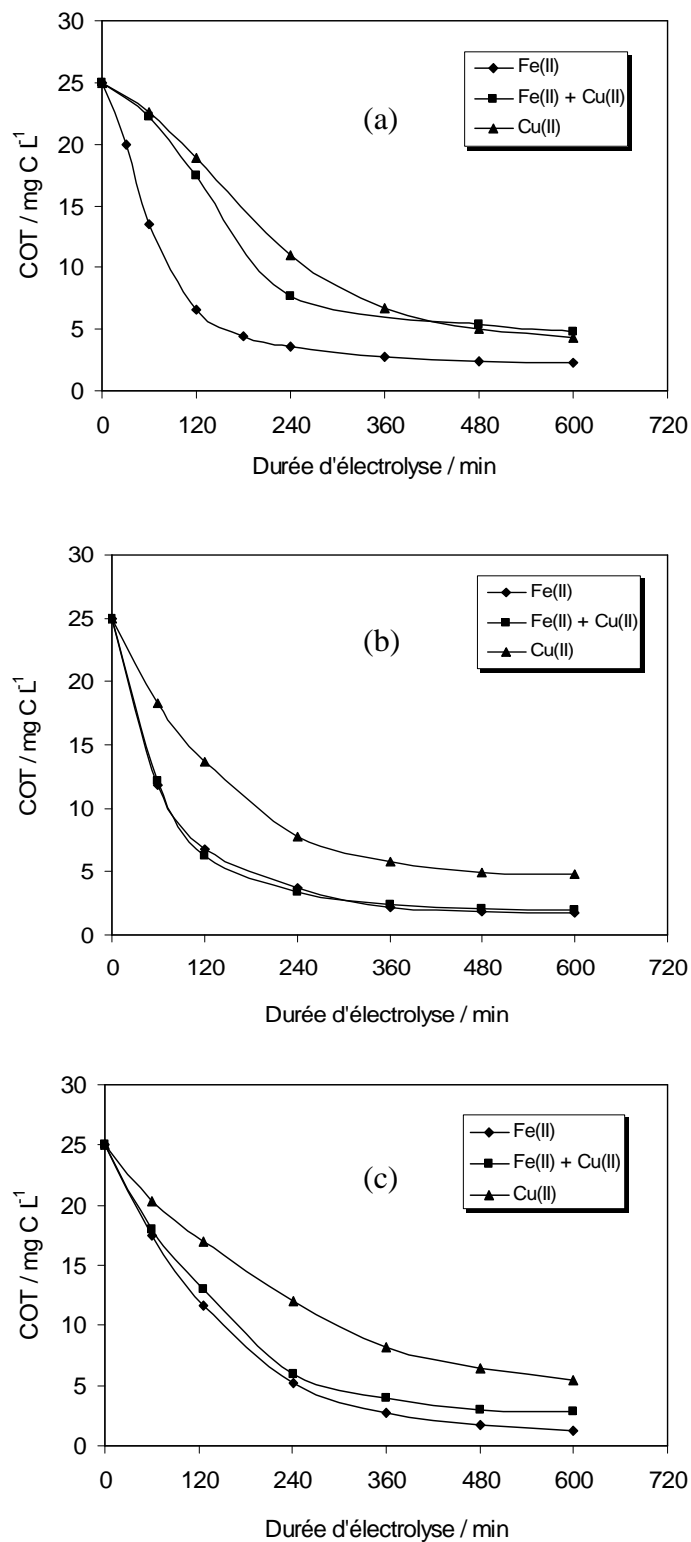 30
25
20
15
10
5
0
COT / mg C L-1
(a)
Fe(II)
Fe(II) + Cu(II)
Cu(II)
0 120 240 360 480 600 720
Durée d'électrolyse / min
30
25
20
15
10
5
0
COT / mg C L-1
(b)
Fe(II)
Fe(II) + Cu(II)
Cu(II)
0 120 240 360 480 600 720
Durée d'électrolyse / min
30
25
20
15
10
5
0
COT / mg C L-1
(c)
Fe(II)
Fe(II) + Cu(II)
Cu(II)
0 120 240 360 480 600 720
Durée d'électrolyse / min